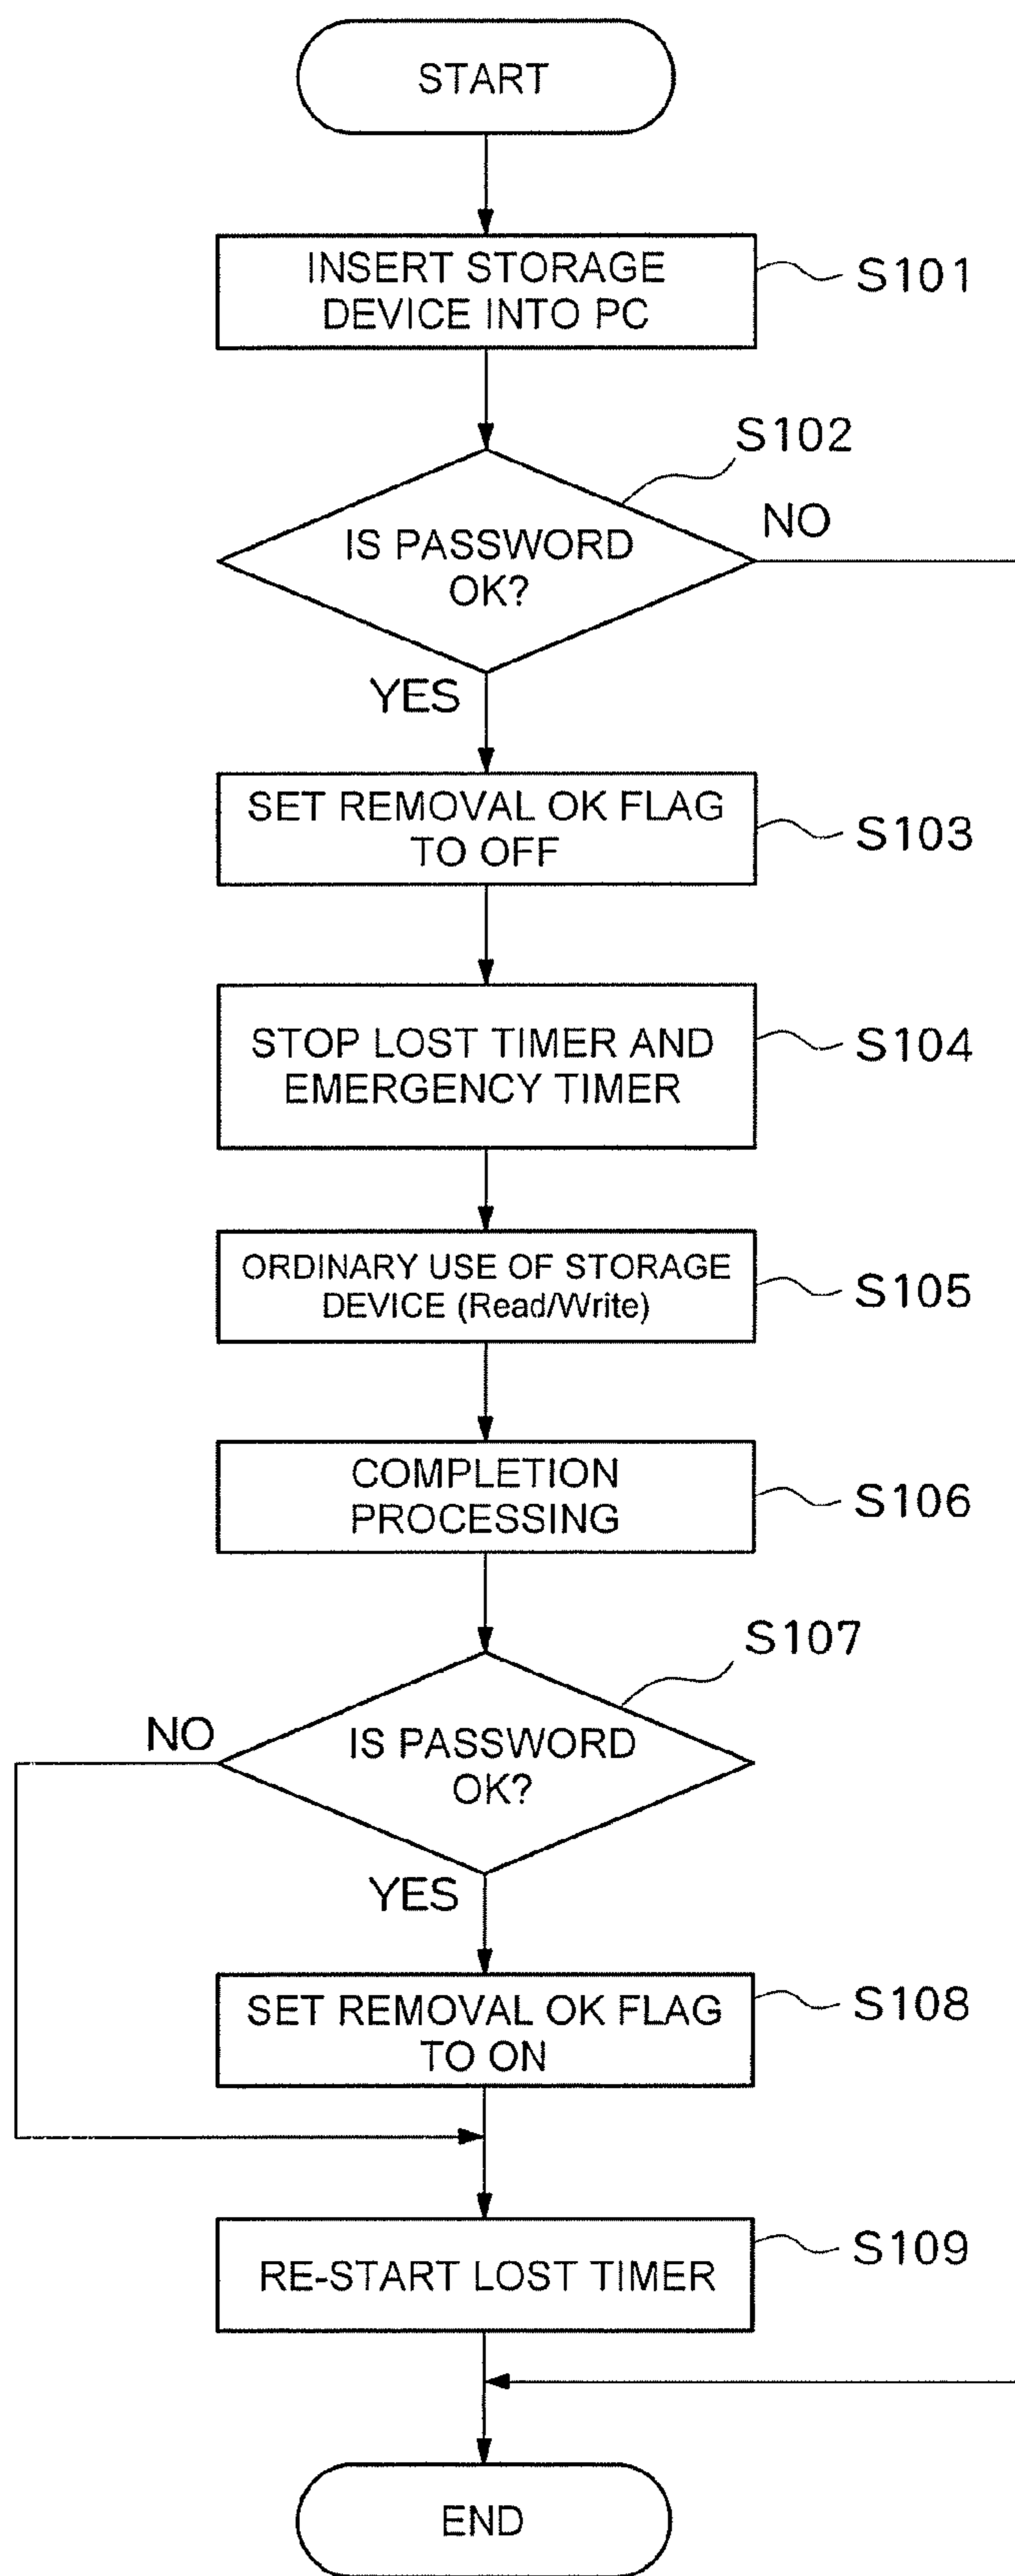 START
INSERT STORAGE
DEVICE INTO PC
S101
S102
IS PASSWORD
OK?
NO
YES
SET REMOVAL OK FLAG
TO OFF
S103
STOP LOST TIMER AND
EMERGENCY TIMER
S104
ORDINARY USE OF STORAGE
DEVICE (Read/Write)
S105
COMPLETION
PROCESSING
S106
S107
NO
IS PASSWORD
OK?
YES
SET REMOVAL OK FLAG
TO ON
S108
RE-START LOST TIMER
S109
END